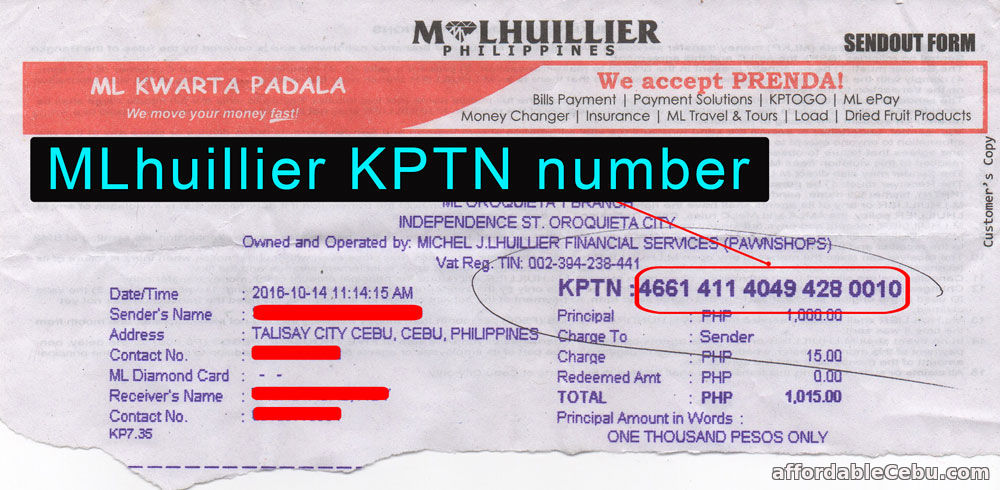 M LHUILLIER
PHILIPPINES
SENDOUT FORM
ML KWARTA PADALA
We move your money fast!
We accept PRENDA!
Bills Payment | Payment Solutions | KPTOGO | ML ePay
Money Changer | Insurance | ML Travel & Tours | Load | Dried Fruit Products
MLhuillier KPTN number
Customer's Copy
ML OROQUIETA 1 BRANCH
INDEPENDENCE ST. OROQUIETA CITY
Owned and Operated by: MICHEL J.LHUILLIER FINANCIAL SERVICES (PAWNSHOPS)
Vat Reg. TIN: 002-394-238-441
KPTN : 4661 411 4049 428 0010
Date/Time : 2016-10-14 11:14:15 AM
Sender's Name :
Address : TALISAY CITY CEBU, CEBU, PHILIPPINES
Contact No. :
ML Diamond Card : - -
Receiver's Name :
Contact No. :
KP7.35
Principal : PHP 1,000.00
Charge To : Sender
Charge : PHP 15.00
Redeemed Amt : PHP 0.00
TOTAL : PHP 1,015.00
Principal Amount in Words :
ONE THOUSAND PESOS ONLY
affordableCebu.com